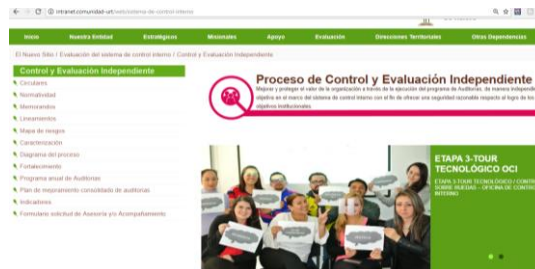 intranet.comunidad-urt/web/sistema-de-control-interno
Inicio Nuestra Entidad Estratégicos Misionales Apoyo Evaluación Direcciones Territoriales Otras Dependencias
El Nuevo Sitio / Evaluación del sistema de control interno / Control y Evaluación Independiente
Control y Evaluación Independiente
Circulares
Normatividad
Memorandos
Lineamientos
Mapa de riesgos
Caracterización
Diagrama del proceso
Fortalecimiento
Programa anual de Auditorias
Plan de mejoramiento consolidado de auditorias
Indicadores
Formulario solicitud de Asesoría y/o Acompañamiento
Proceso de Control y Evaluación Independiente
Mejorar y proteger el valor de la organización a través de la ejecución del programa de Auditorías, de manera
objetiva en el marco del sistema de control interno con el fin de ofrecer una seguridad razonable respecto al logro de los
objetivos institucionales.
ETAPA 3-TOUR
TECNOLÓGICO OCI
ETAPA 3 TOUR TECNOLÓGICO /
SOBRE RUEDAS - OFICINA DE
INTERNO